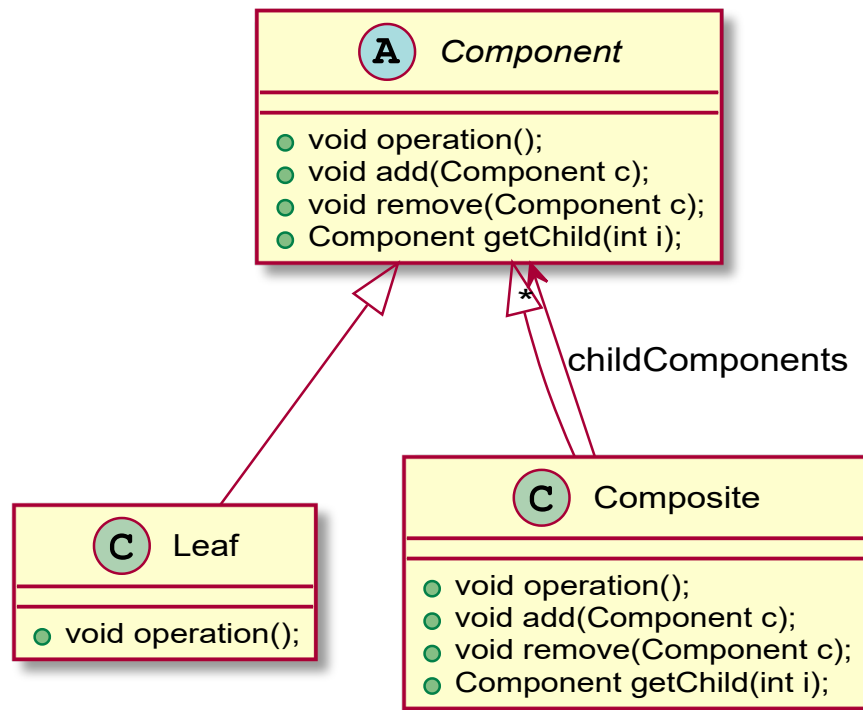 A Component
void operation();
void add(Component c);
void remove(Component c);
Component getChild(int i);
*
childComponents
C Leaf
void operation();
C Composite
void operation();
void add(Component c);
void remove(Component c);
Component getChild(int i);